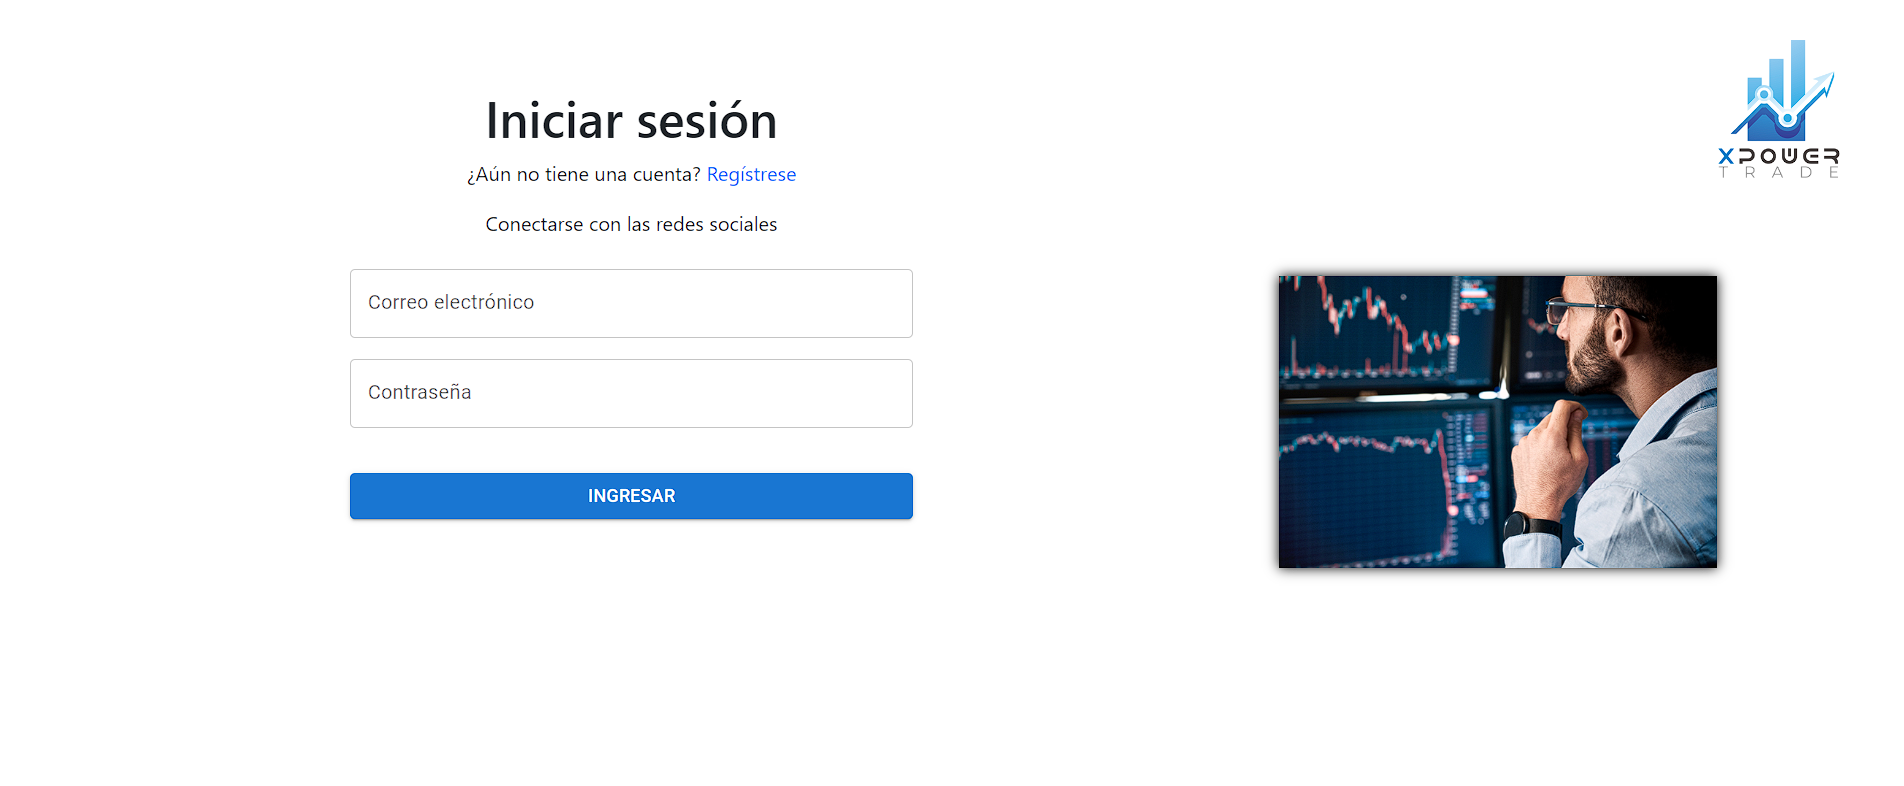 Iniciar sesión
¿Aún no tiene una cuenta? Regístrese
Conectarse con las redes sociales
Correo electrónico
Contraseña
INGRESAR
XPOWER
TRADE